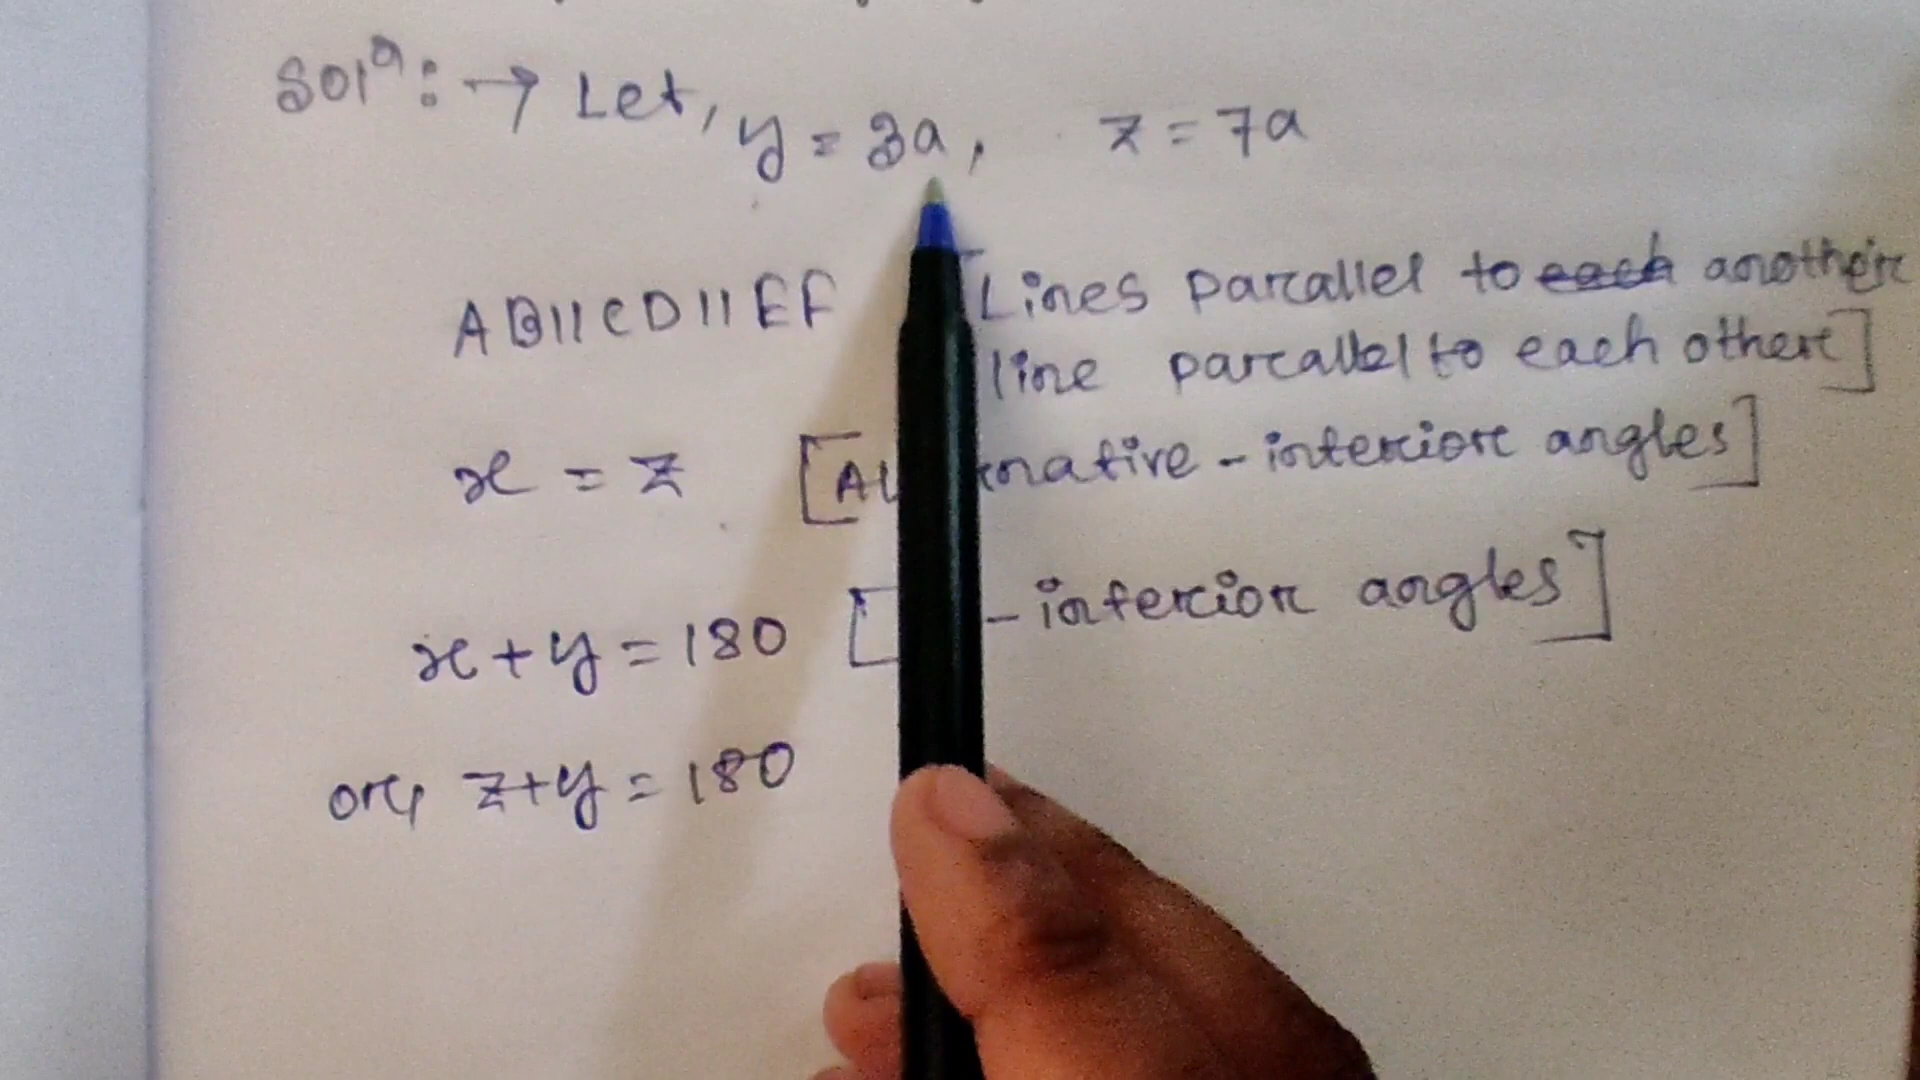 Solⁿ: → Let, y = 3a, z = 7a
AB||CD||EF [Lines parallel to each another
line parallel to each other]
x = z [Al rnative - interior angles]
x + y = 180 [ - interior angles]
or, z + y = 180